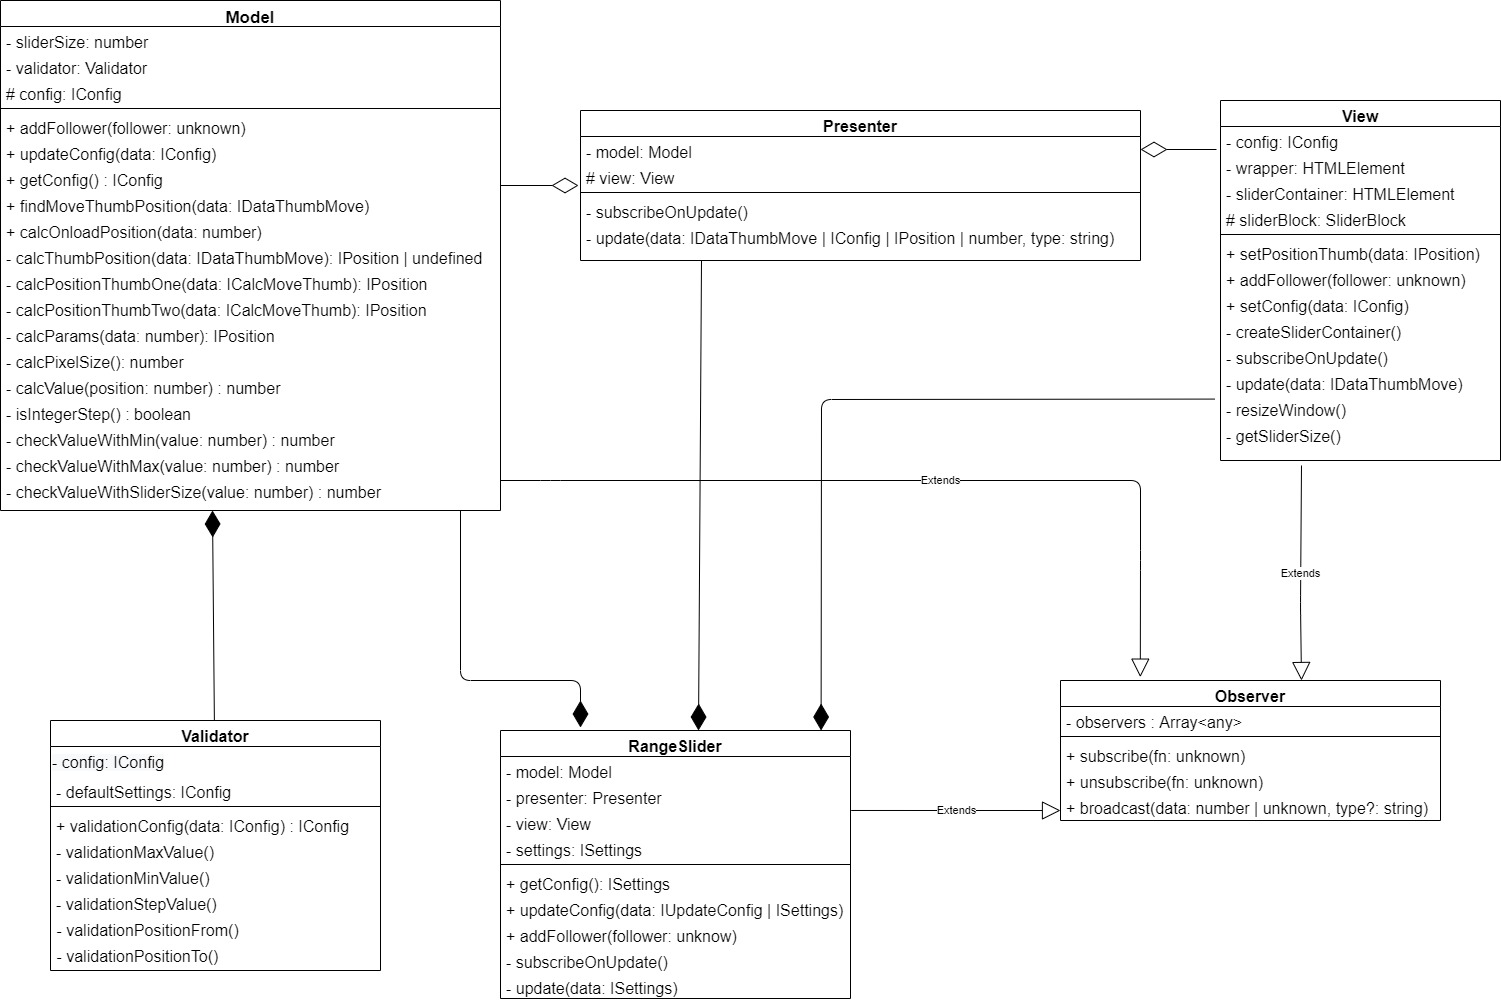 Model
- sliderSize: number
- validator: Validator
# config: IConfig
+ addFollower(follower: unknown)
+ updateConfig(data: IConfig)
+ getConfig() : IConfig
+ findMoveThumbPosition(data: IDataThumbMove)
+ calcOnloadPosition(data: number)
- calcThumbPosition(data: IDataThumbMove): IPosition | undefined
- calcPositionThumbOne(data: ICalcMoveThumb): IPosition
- calcPositionThumbTwo(data: ICalcMoveThumb): IPosition
- calcParams(data: number): IPosition
- calcPixelSize(): number
- calcValue(position: number) : number
- isIntegerStep() : boolean
- checkValueWithMin(value: number) : number
- checkValueWithMax(value: number) : number
- checkValueWithSliderSize(value: number) : number
Presenter
- model: Model
# view: View
- subscribeOnUpdate()
- update(data: IDataThumbMove | IConfig | IPosition | number, type: string)
View
- config: IConfig
- wrapper: HTMLElement
- sliderContainer: HTMLElement
# sliderBlock: SliderBlock
+ setPositionThumb(data: IPosition)
+ addFollower(follower: unknown)
+ setConfig(data: IConfig)
- createSliderContainer()
- subscribeOnUpdate()
- update(data: IDataThumbMove)
- resizeWindow()
- getSliderSize()
Extends
Extends
Validator
- config: IConfig
- defaultSettings: IConfig
+ validationConfig(data: IConfig) : IConfig
- validationMaxValue()
- validationMinValue()
- validationStepValue()
- validationPositionFrom()
- validationPositionTo()
RangeSlider
- model: Model
- presenter: Presenter
- view: View
- settings: ISettings
+ getConfig(): ISettings
+ updateConfig(data: IUpdateConfig | ISettings)
+ addFollower(follower: unknow)
- subscribeOnUpdate()
- update(data: ISettings)
Extends
Observer
- observers : Array<any>
+ subscribe(fn: unknown)
+ unsubscribe(fn: unknown)
+ broadcast(data: number | unknown, type?: string)